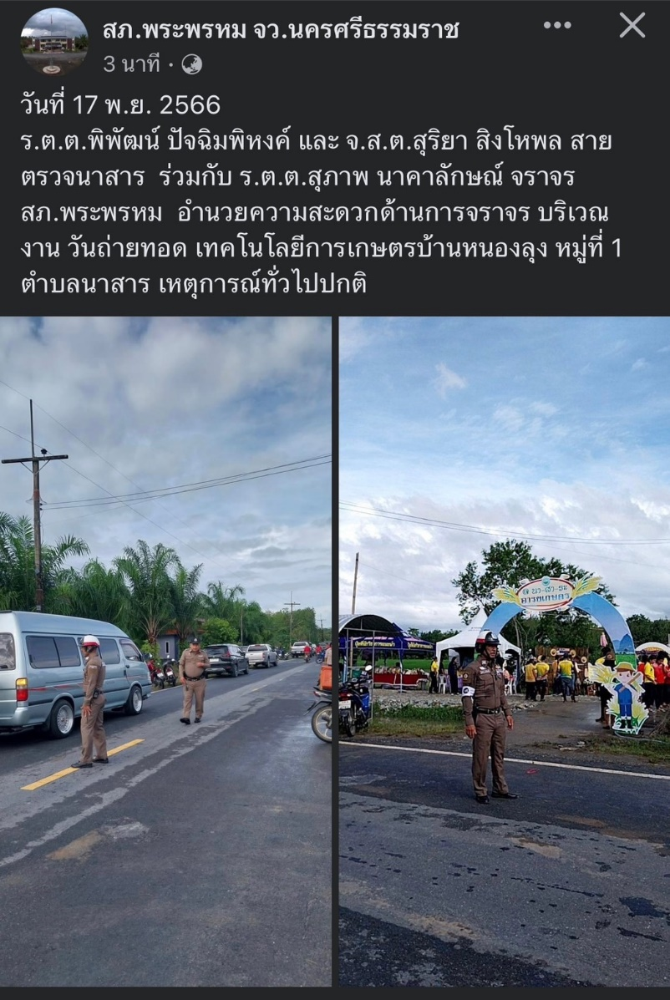 สภ.พระพรหม จว.นครศรีธรรมราช
3 นาที ·
วันที่ 17 พ.ย. 2566
ร.ต.ต.พิพัฒน์ ปัจฉิมพิหงค์ และ จ.ส.ต.สุริยา สิงโหพล สาย
ตรวจนาสาร ร่วมกับ ร.ต.ต.สุภาพ นาคาลักษณ์ จราจร
สภ.พระพรหม อำนวยความสะดวกด้านการจราจร บริเวณ
งาน วันถ่ายทอด เทคโนโลยีการเกษตรบ้านหนองลุง หมู่ที่ 1
ตำบลนาสาร เหตุการณ์ทั่วไปปกติ